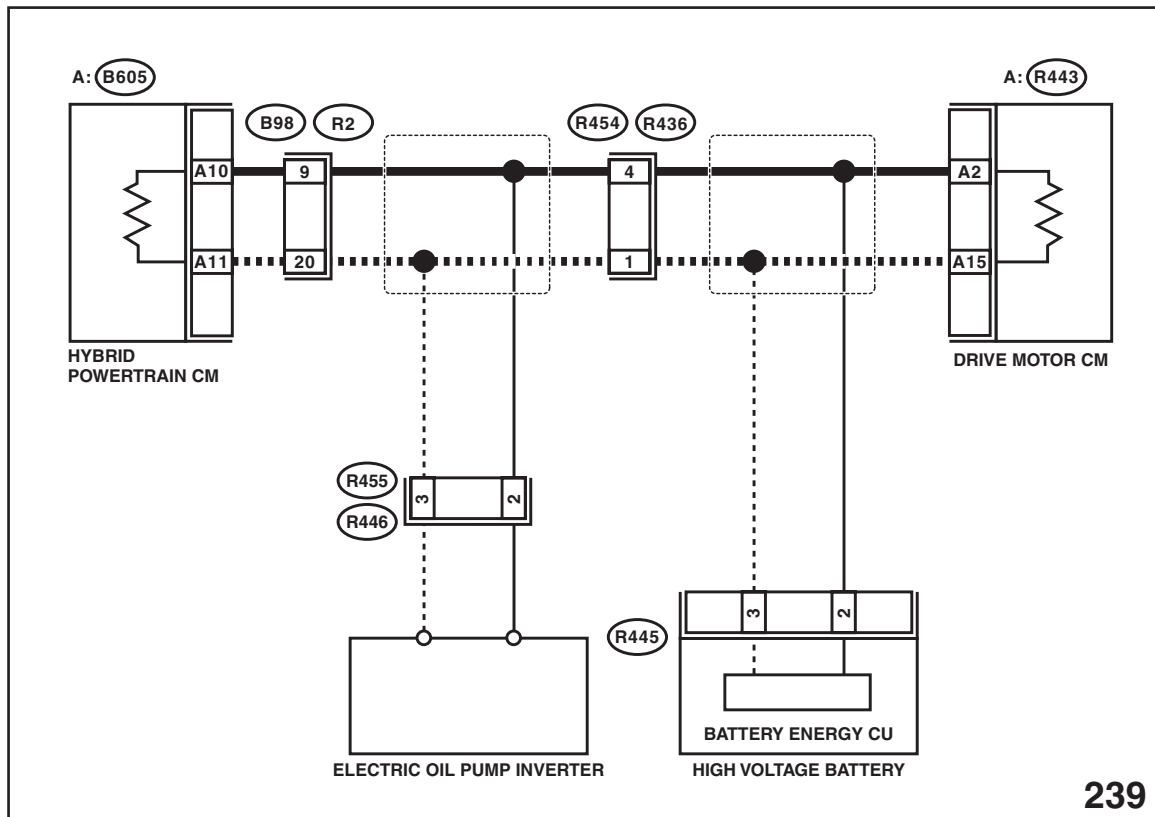 A: B605
A: R443
B98 R2
R454 R436
A10 9 4 A2
A11 20 1 A15
HYBRID
POWERTRAIN CM
DRIVE MOTOR CM
R455
3 2
R446
3 2
R445
BATTERY ENERGY CU
ELECTRIC OIL PUMP INVERTER
HIGH VOLTAGE BATTERY
239